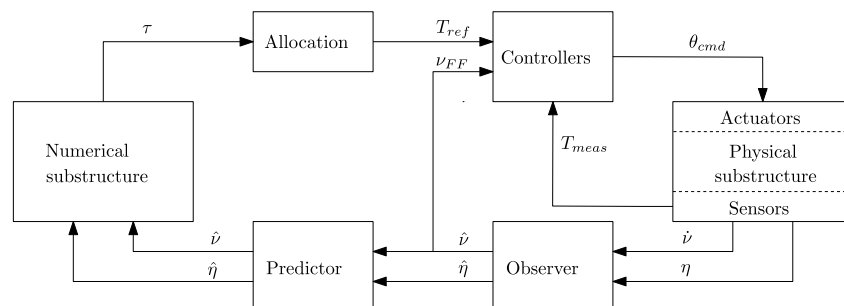 τ
Allocation
T_ref
ν_FF
Controllers
θ_cmd
Actuators
Physical
substructure
Sensors
T_meas
Numerical
substructure
ν̂
η̂
Predictor
ν̂
η̂
Observer
ν̇
η